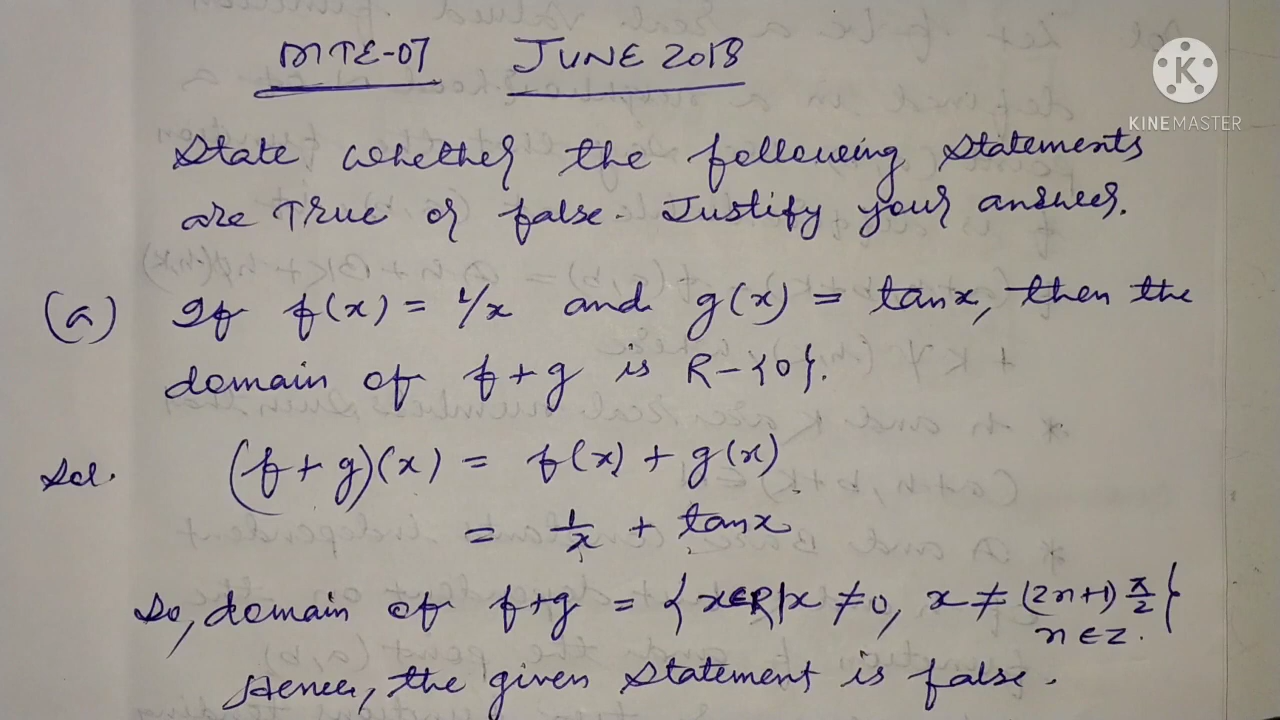 MTE-07 JUNE 2018
K
KINEMASTER
State whether the following statements
are True or false. Justify your answer.
(a) If f(x) = 1/x and g(x) = tanx, then the
domain of f+g is R-{0}.
Sol. (f+g)(x) = f(x) + g(x)
= 1/x + tanx
So, domain of f+g = {x∈R|x ≠ 0, x ≠ (2n+1) π/2}
n ∈ Z.
Hence, the given statement is false.